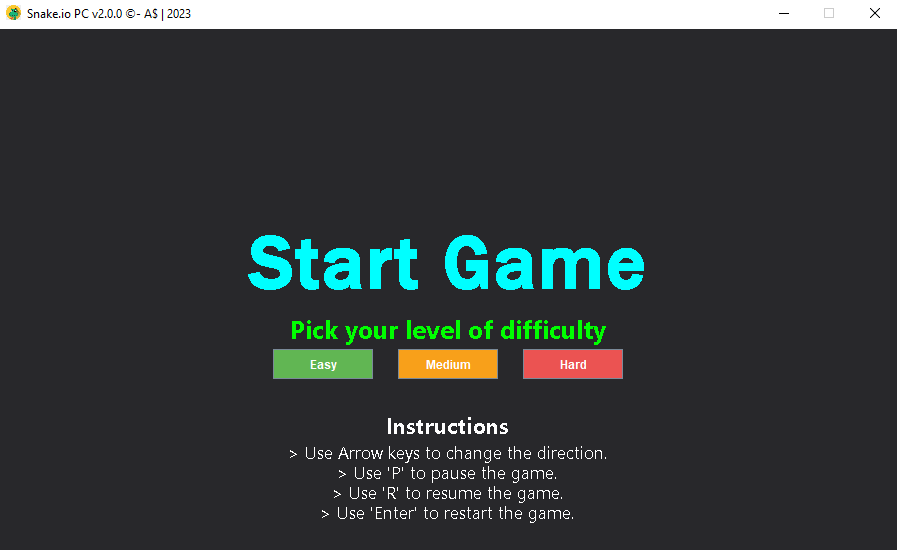 Snake.io PC v2.0.0 ©- A$ | 2023
Start Game
Pick your level of difficulty
Easy Medium Hard
Instructions
> Use Arrow keys to change the direction.
> Use 'P' to pause the game.
> Use 'R' to resume the game.
> Use 'Enter' to restart the game.